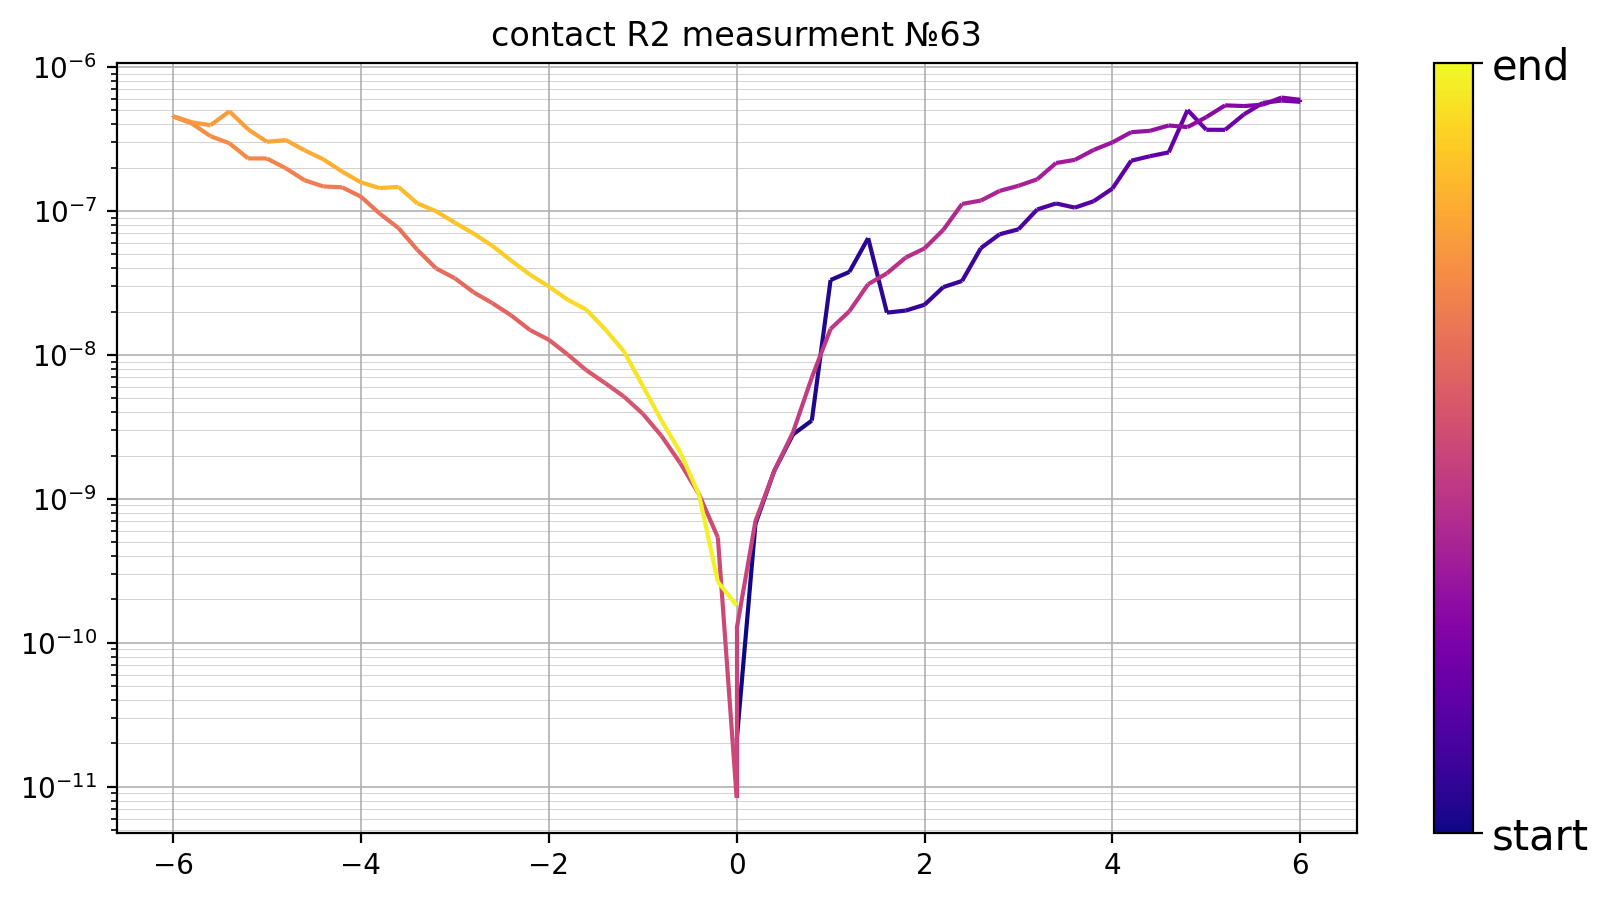 contact R2 measurment №63
10⁻⁶
10⁻⁷
10⁻⁸
10⁻⁹
10⁻¹⁰
10⁻¹¹
−6 −4 −2 0 2 4 6
end
start